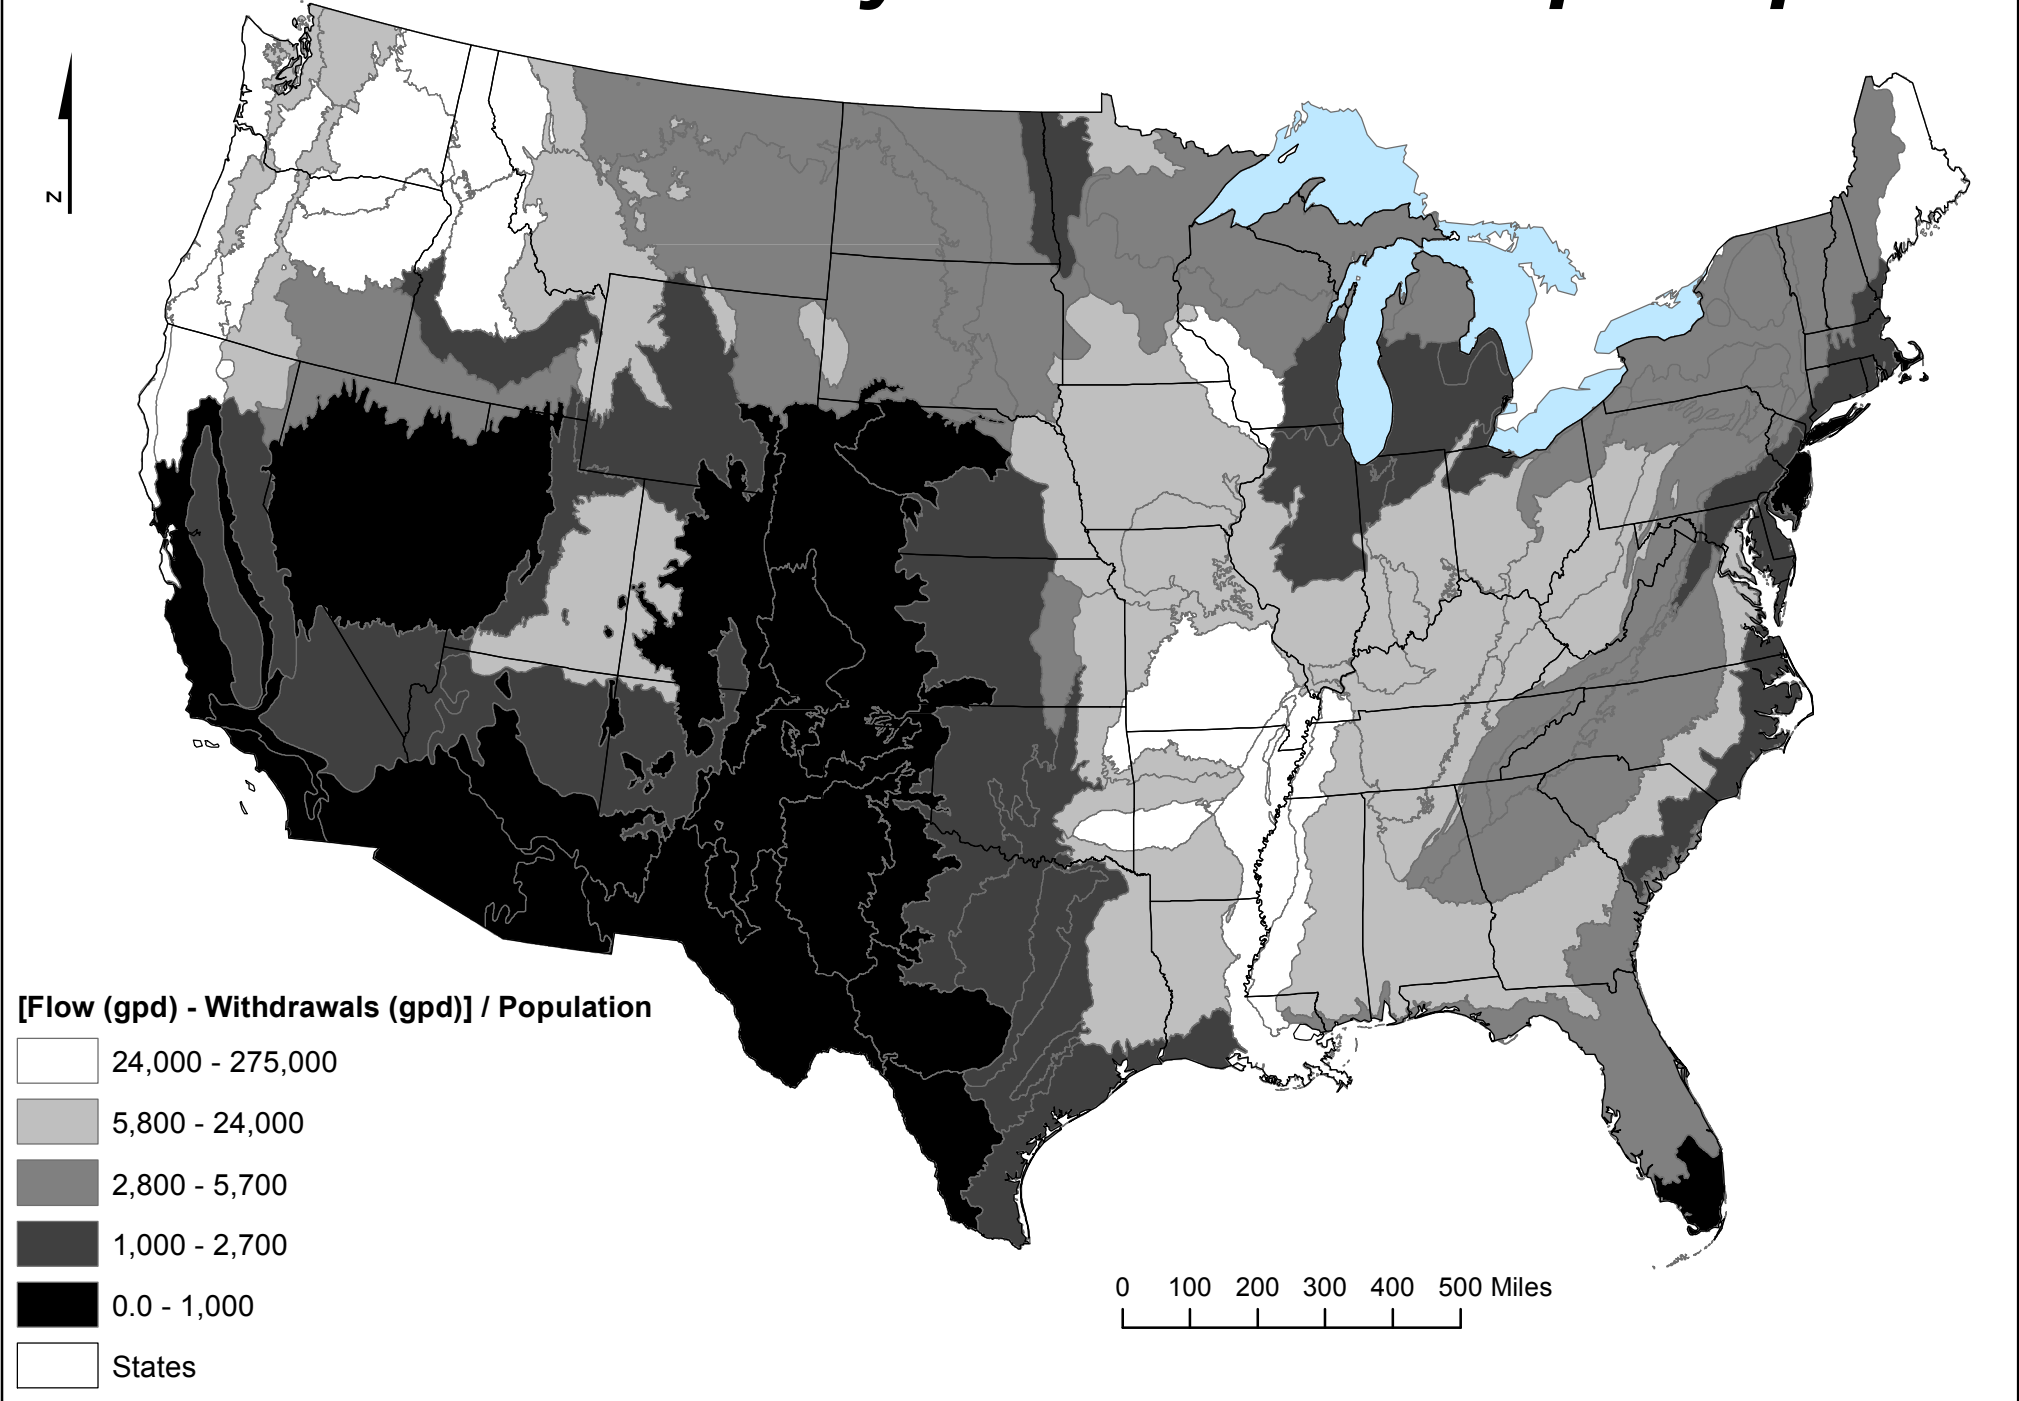 N
[Flow (gpd) - Withdrawals (gpd)] / Population
24,000 - 275,000
5,800 - 24,000
2,800 - 5,700
1,000 - 2,700
0.0 - 1,000
States
0 100 200 300 400 500 Miles